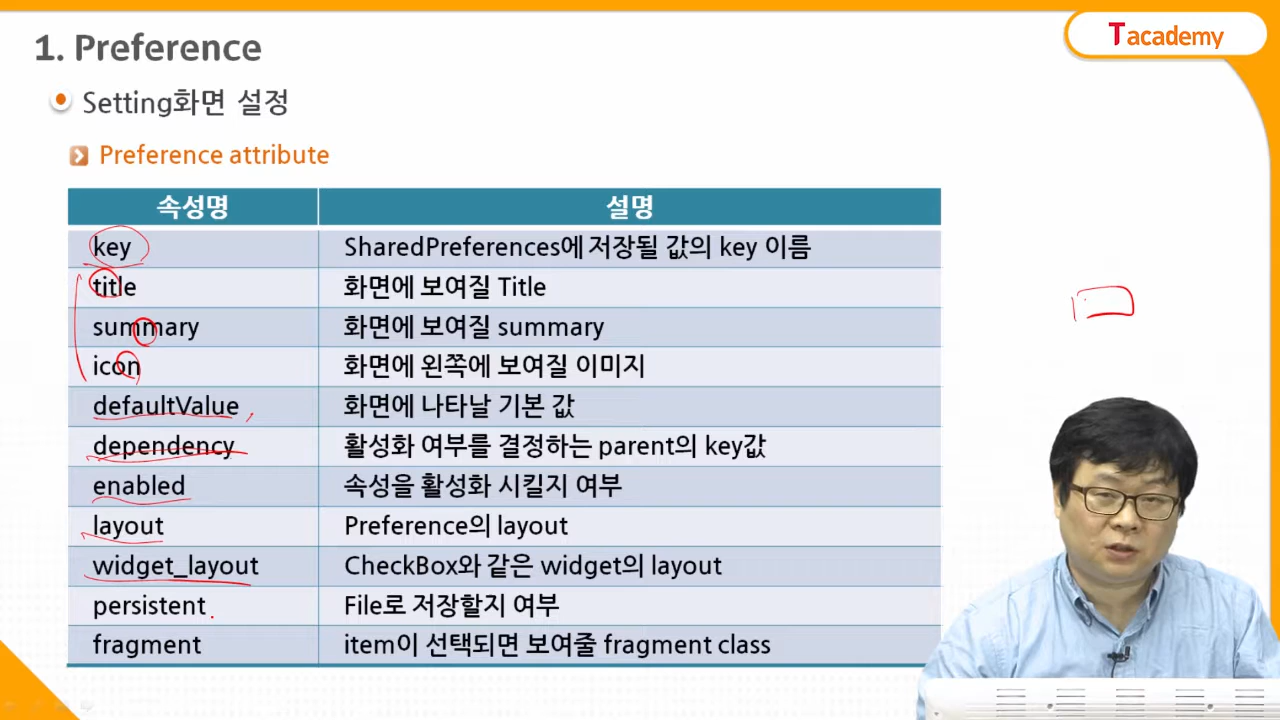 1. Preference
T academy
Setting화면 설정
Preference attribute
속성명 설명
key SharedPreferences에 저장될 값의 key 이름
title 화면에 보여질 Title
summary 화면에 보여질 summary
icon 화면에 왼쪽에 보여질 이미지
defaultValue 화면에 나타날 기본 값
dependency 활성화 여부를 결정하는 parent의 key값
enabled 속성을 활성화 시킬지 여부
layout Preference의 layout
widget_layout CheckBox와 같은 widget의 layout
persistent File로 저장할지 여부
fragment item이 선택되면 보여줄 fragment class